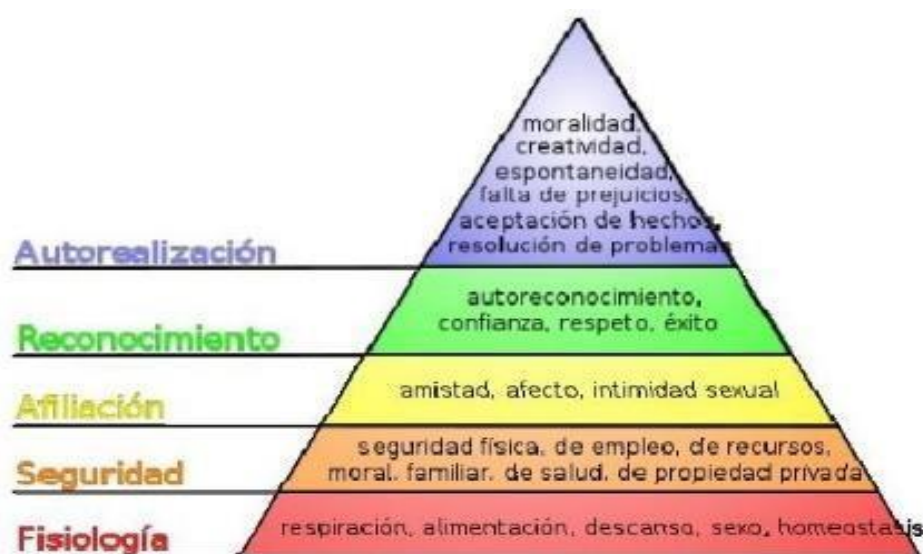 moralidad,
creatividad,
espontaneidad,
falta de prejuicios,
aceptación de hechos,
resolución de problemas
Autorealización
autoreconocimiento,
confianza, respeto, éxito
Reconocimiento
amistad, afecto, intimidad sexual
Afiliación
seguridad física, de empleo, de recursos,
moral, familiar, de salud, de propiedad privada
Seguridad
respiración, alimentación, descanso, sexo, homeostasis
Fisiología